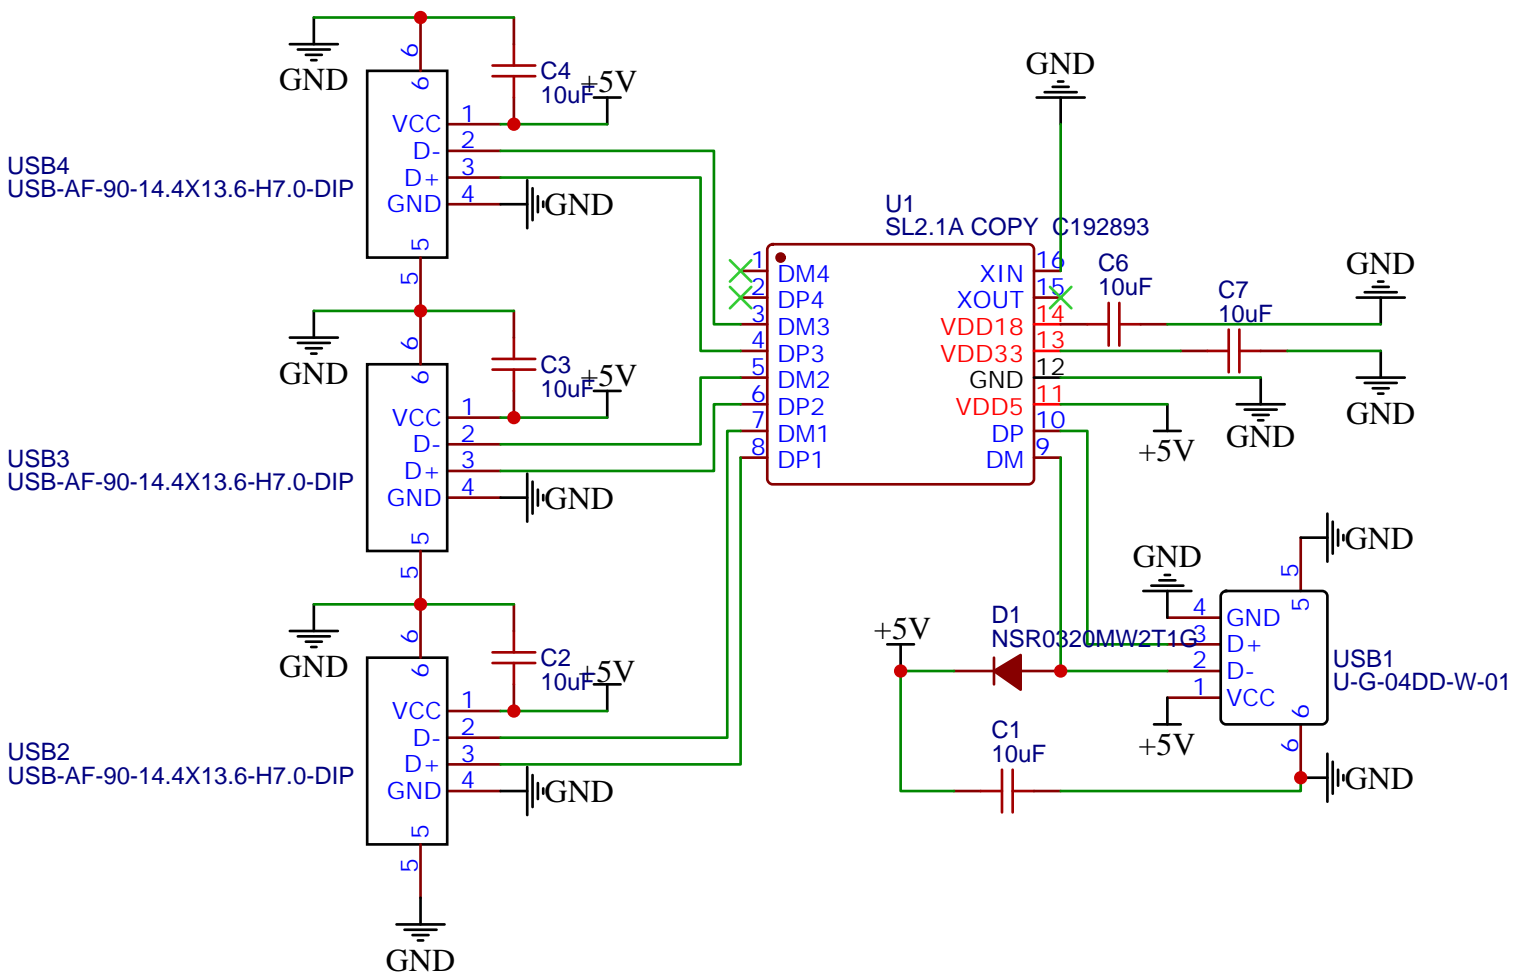 GND
6
6
C4
10uF
+5V
VCC 1
D- 2
D+ 3
GND 4
GND
5
5
USB4
USB-AF-90-14.4X13.6-H7.0-DIP
GND
6
6
C3
10uF
+5V
VCC 1
D- 2
D+ 3
GND 4
GND
5
5
USB3
USB-AF-90-14.4X13.6-H7.0-DIP
GND
6
6
C2
10uF
+5V
VCC 1
D- 2
D+ 3
GND 4
GND
5
5
USB2
USB-AF-90-14.4X13.6-H7.0-DIP
GND
GND
U1
SL2.1A COPY C192893
1 DM4
2 DP4
3 DM3
4 DP3
5 DM2
6 DP2
7 DM1
8 DP1
XIN 16
XOUT 15
VDD18 14
VDD33 13
GND 12
VDD5 11
DP 10
DM 9
C6
10uF
GND
C7
10uF
GND
GND
+5V
GND
GND
5
5
4 GND
3 D+
2 D-
1 VCC
6
6
USB1
U-G-04DD-W-01
+5V
GND
+5V
D1
NSR0320MW2T1G
C1
10uF